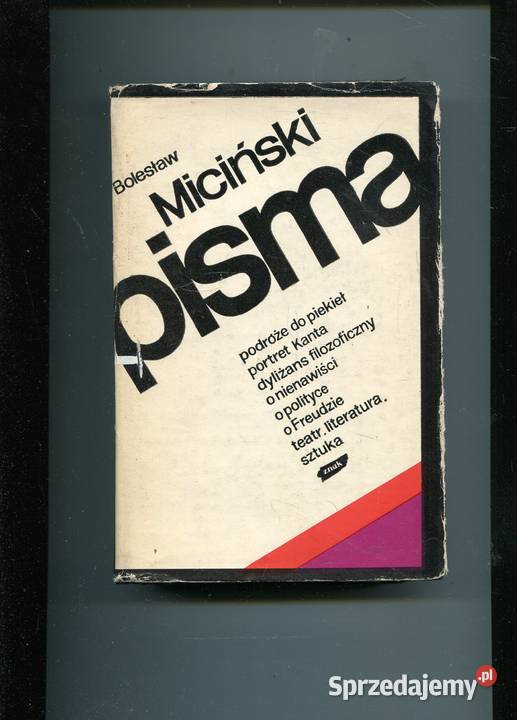 Bolesław
Miciński
pisma
podróże do piekieł
portret Kanta
dyliżans filozoficzny
o nienawiści
o polityce
o Freudzie
teatr. literatura.
sztuka
znak
Sprzedajemy.pl